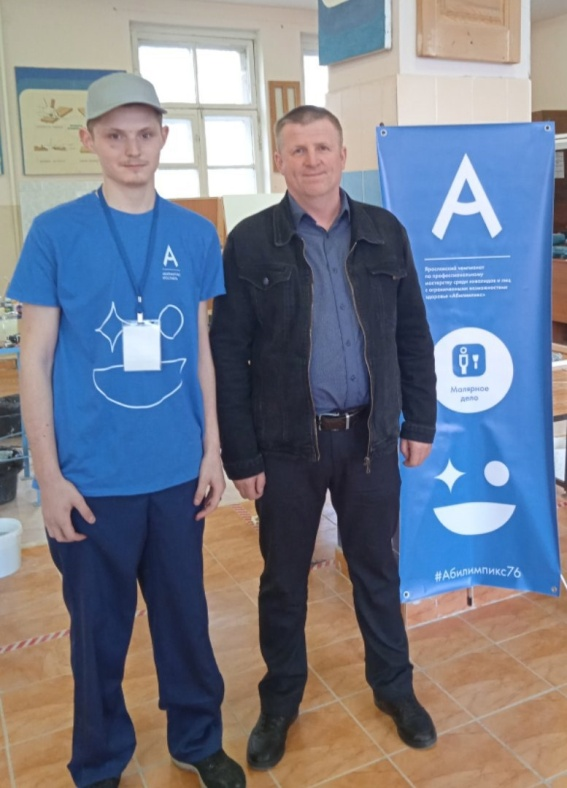 А
Ярославский чемпионат
по профессиональному
мастерству среди инвалидов и лиц
с ограниченными возможностями
здоровья «Абилимпикс»
Малярное
дело
#Абилимпикс76
А